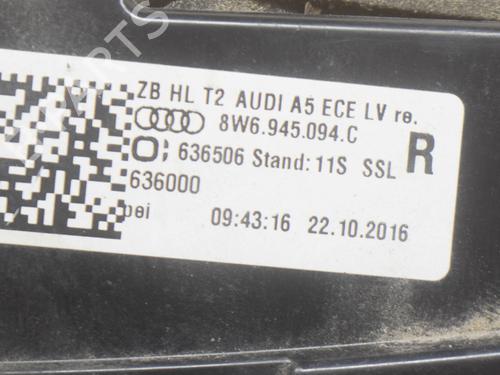 ZB HL T2 AUDI A5 ECE LV re.
8W6.945.094.C
R
636506 Stand: 11S SSL
636000
09:43:16 22.10.2016
PARTS